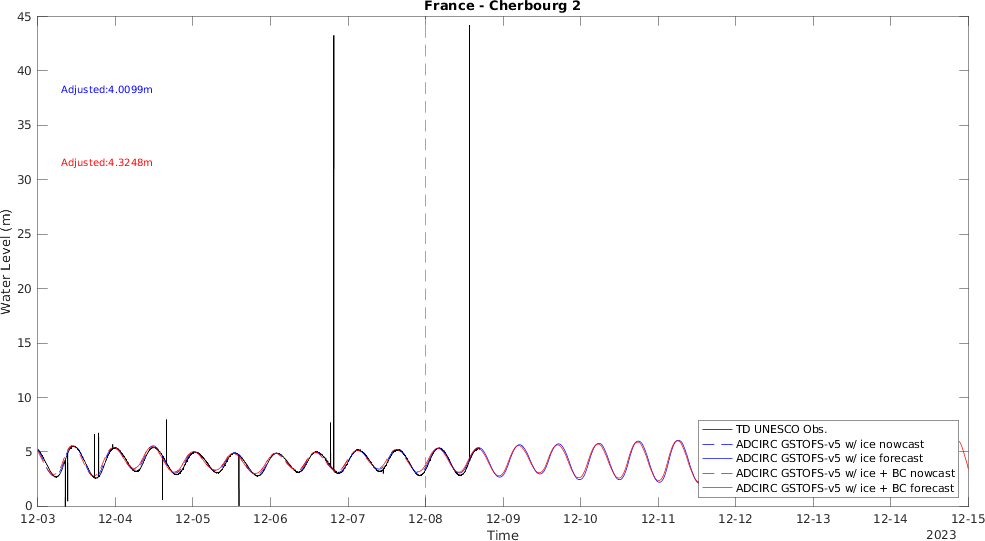 France - Cherbourg 2
45
40
35
30
25
20
15
10
5
0
Water Level (m)
Adjusted:4.0099m
Adjusted:4.3248m
TD UNESCO Obs.
ADCIRC GSTOFS-v5 w/ ice nowcast
ADCIRC GSTOFS-v5 w/ ice forecast
ADCIRC GSTOFS-v5 w/ ice + BC nowcast
ADCIRC GSTOFS-v5 w/ ice + BC forecast
12-03 12-04 12-05 12-06 12-07 12-08 12-09 12-10 12-11 12-12 12-13 12-14 12-15
Time
2023